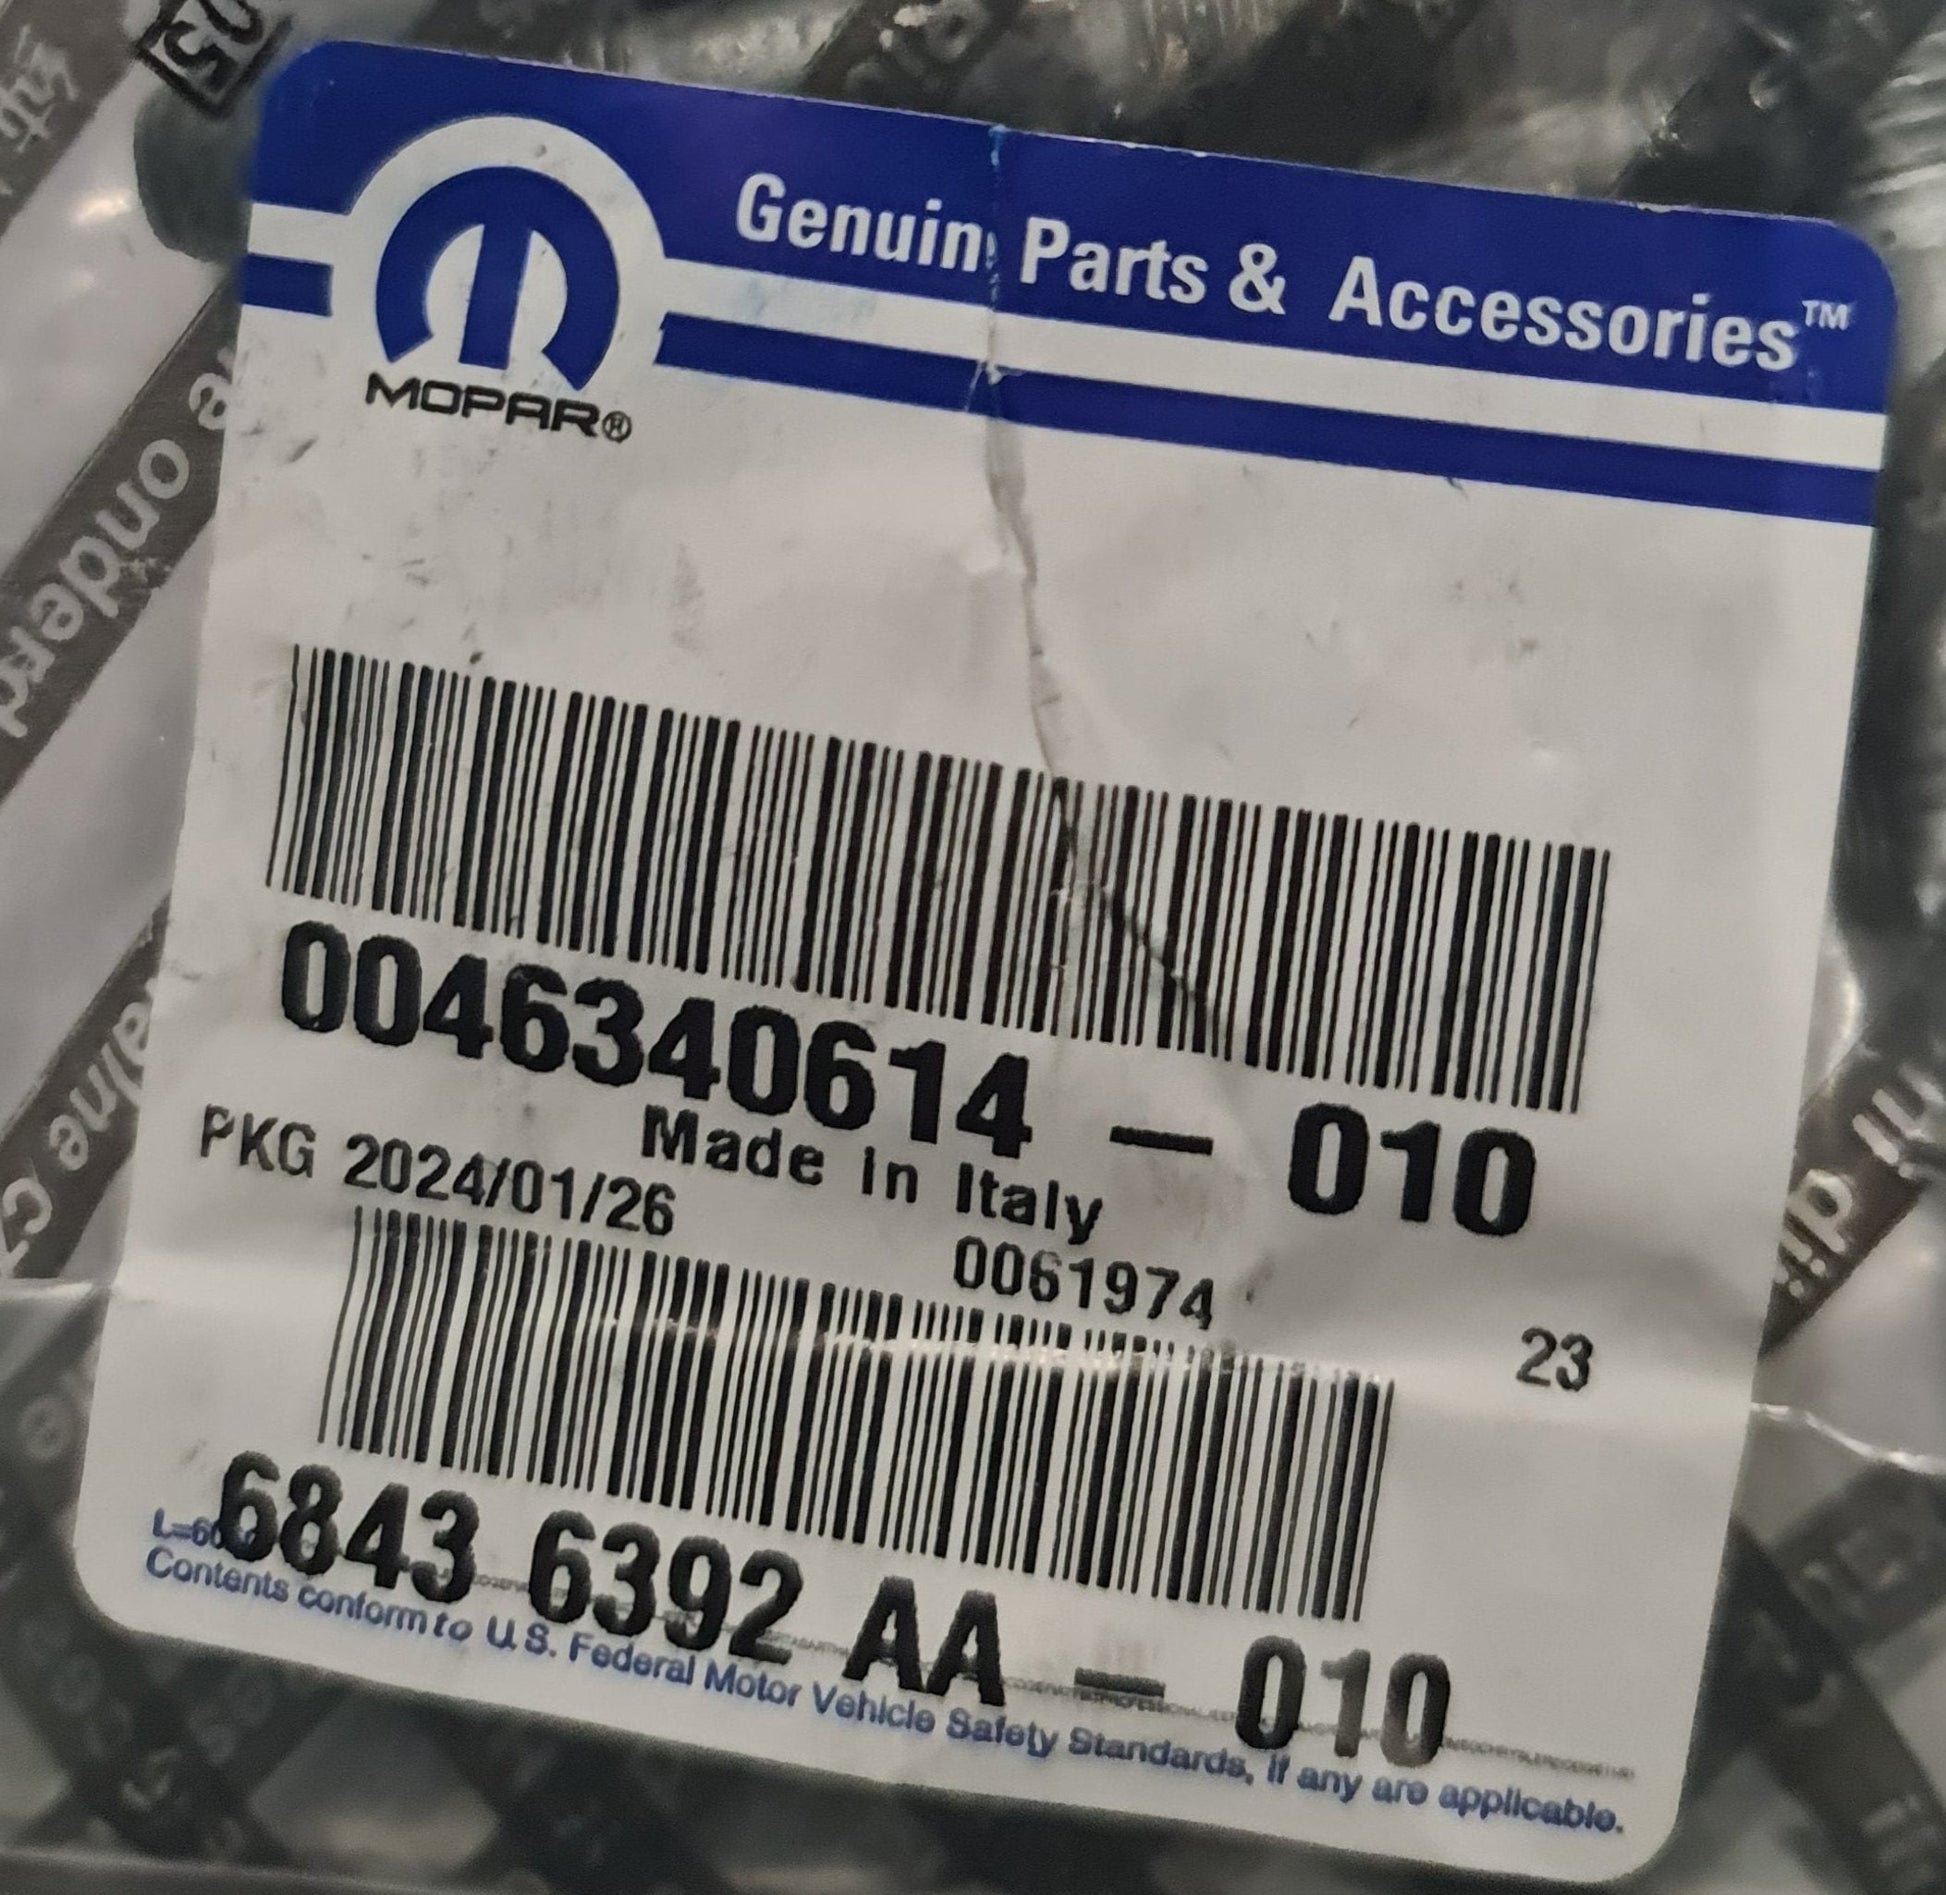 Genuin Parts & Accessories™
MOPAR®
0046340614 – 010
Made in Italy
PKG 2024/01/26
0061974
23
6843 6392 AA – 010
Contents conform to U.S. Federal Motor Vehicle Safety Standards, if any are applicable.
onderd